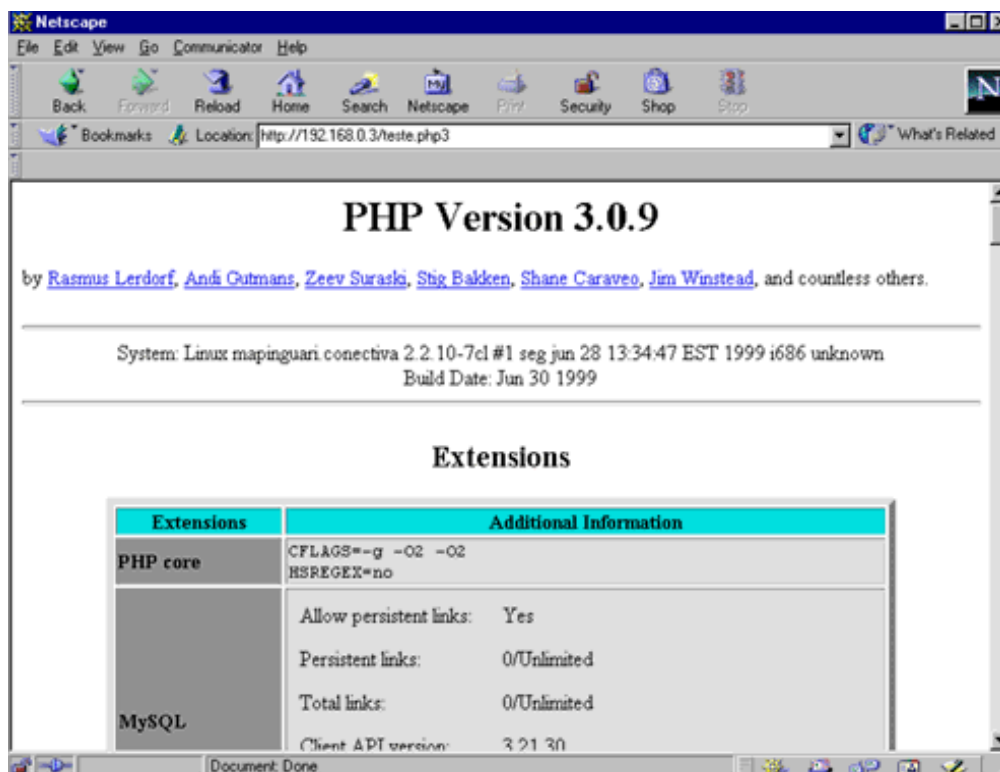 Netscape
File Edit View Go Communicator Help
Back Forward Reload Home Search Netscape Print Security Shop Stop
Bookmarks Location: http://192.168.0.3/teste.php3 What's Related
PHP Version 3.0.9
by Rasmus Lerdorf, Andi Gutmans, Zeev Suraski, Stig Bakken, Shane Caraveo, Jim Winstead, and countless others.
System: Linux mapinguari.conectiva 2.2.10-7cl #1 seg jun 28 13:34:47 EST 1999 i686 unknown
Build Date: Jun 30 1999
Extensions
Extensions Additional Information
PHP core CFLAGS=-g -O2 -O2
HSREGEX=no
Allow persistent links: Yes
Persistent links: 0/Unlimited
Total links: 0/Unlimited
MySQL
Client API version: 3.21.30
Document: Done